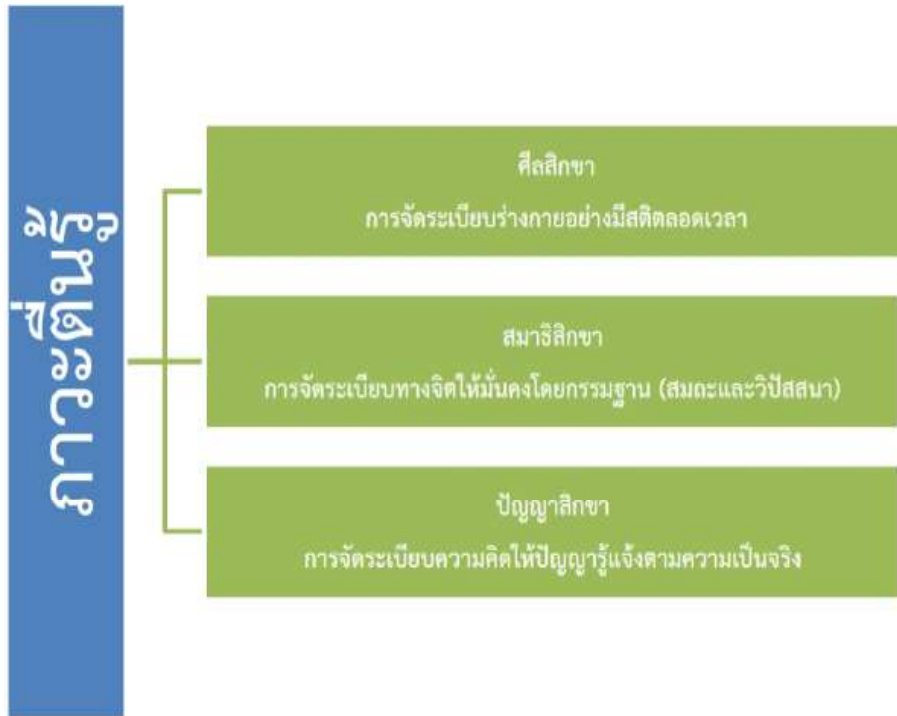 ภาวะตื่นรู้
ศีลสิกขา
การจัดระเบียบร่างกายอย่างมีสติตลอดเวลา
สมาธิสิกขา
การจัดระเบียบทางจิตให้มั่นคงโดยกรรมฐาน (สมถะและวิปัสสนา)
ปัญญาสิกขา
การจัดระเบียบความคิดให้ปัญญารู้แจ้งตามความเป็นจริง